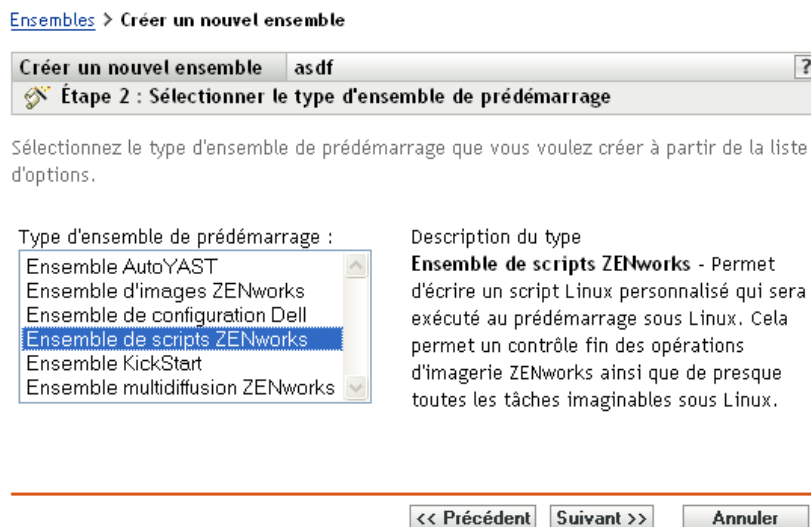 Ensembles > Créer un nouvel ensemble
Créer un nouvel ensemble asdf ?
Étape 2 : Sélectionner le type d'ensemble de prédémarrage
Sélectionnez le type d'ensemble de prédémarrage que vous voulez créer à partir de la liste
d'options.
Type d'ensemble de prédémarrage :
Ensemble AutoYAST
Ensemble d'images ZENworks
Ensemble de configuration Dell
Ensemble de scripts ZENworks
Ensemble KickStart
Ensemble multidiffusion ZENworks
Description du type
Ensemble de scripts ZENworks - Permet
d'écrire un script Linux personnalisé qui sera
exécuté au prédémarrage sous Linux. Cela
permet un contrôle fin des opérations
d'imagerie ZENworks ainsi que de presque
toutes les tâches imaginables sous Linux.
<< Précédent Suivant >> Annuler